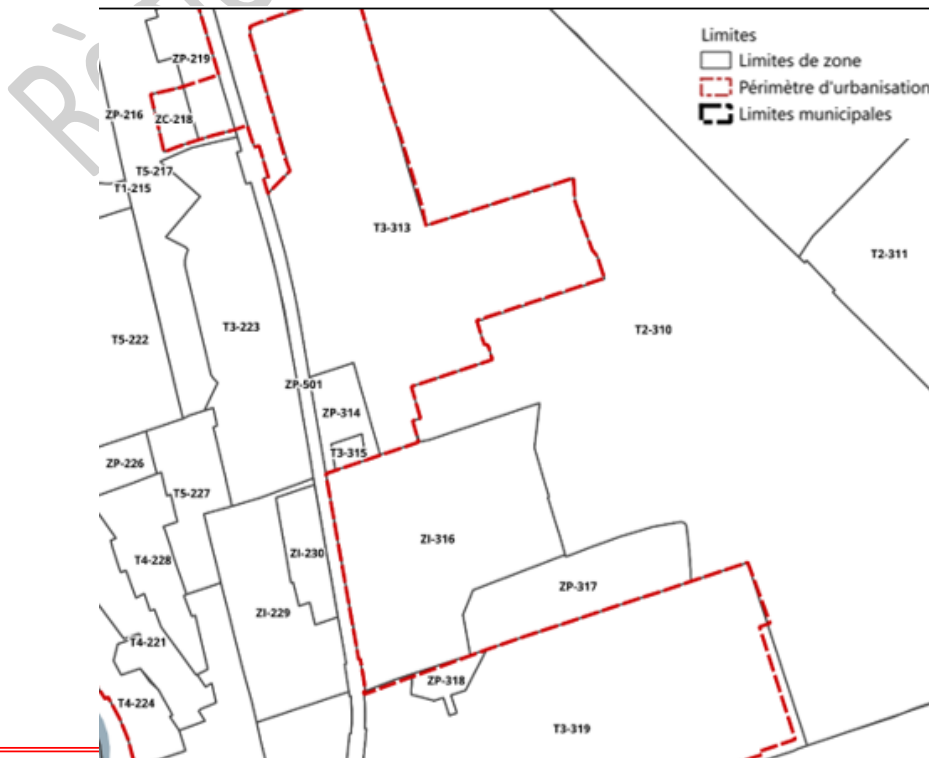 Limites
Limites de zone
Périmètre d'urbanisation
Limites municipales
ZP-219
ZP-216
ZC-218
T5-217
T1-215
T3-313
T2-311
T5-222
T3-223
T2-310
ZP-501
ZP-314
T3-315
ZP-226
T5-227
T4-228
ZI-230
ZI-316
ZI-229
ZP-317
T4-221
ZP-318
T4-224
T3-319